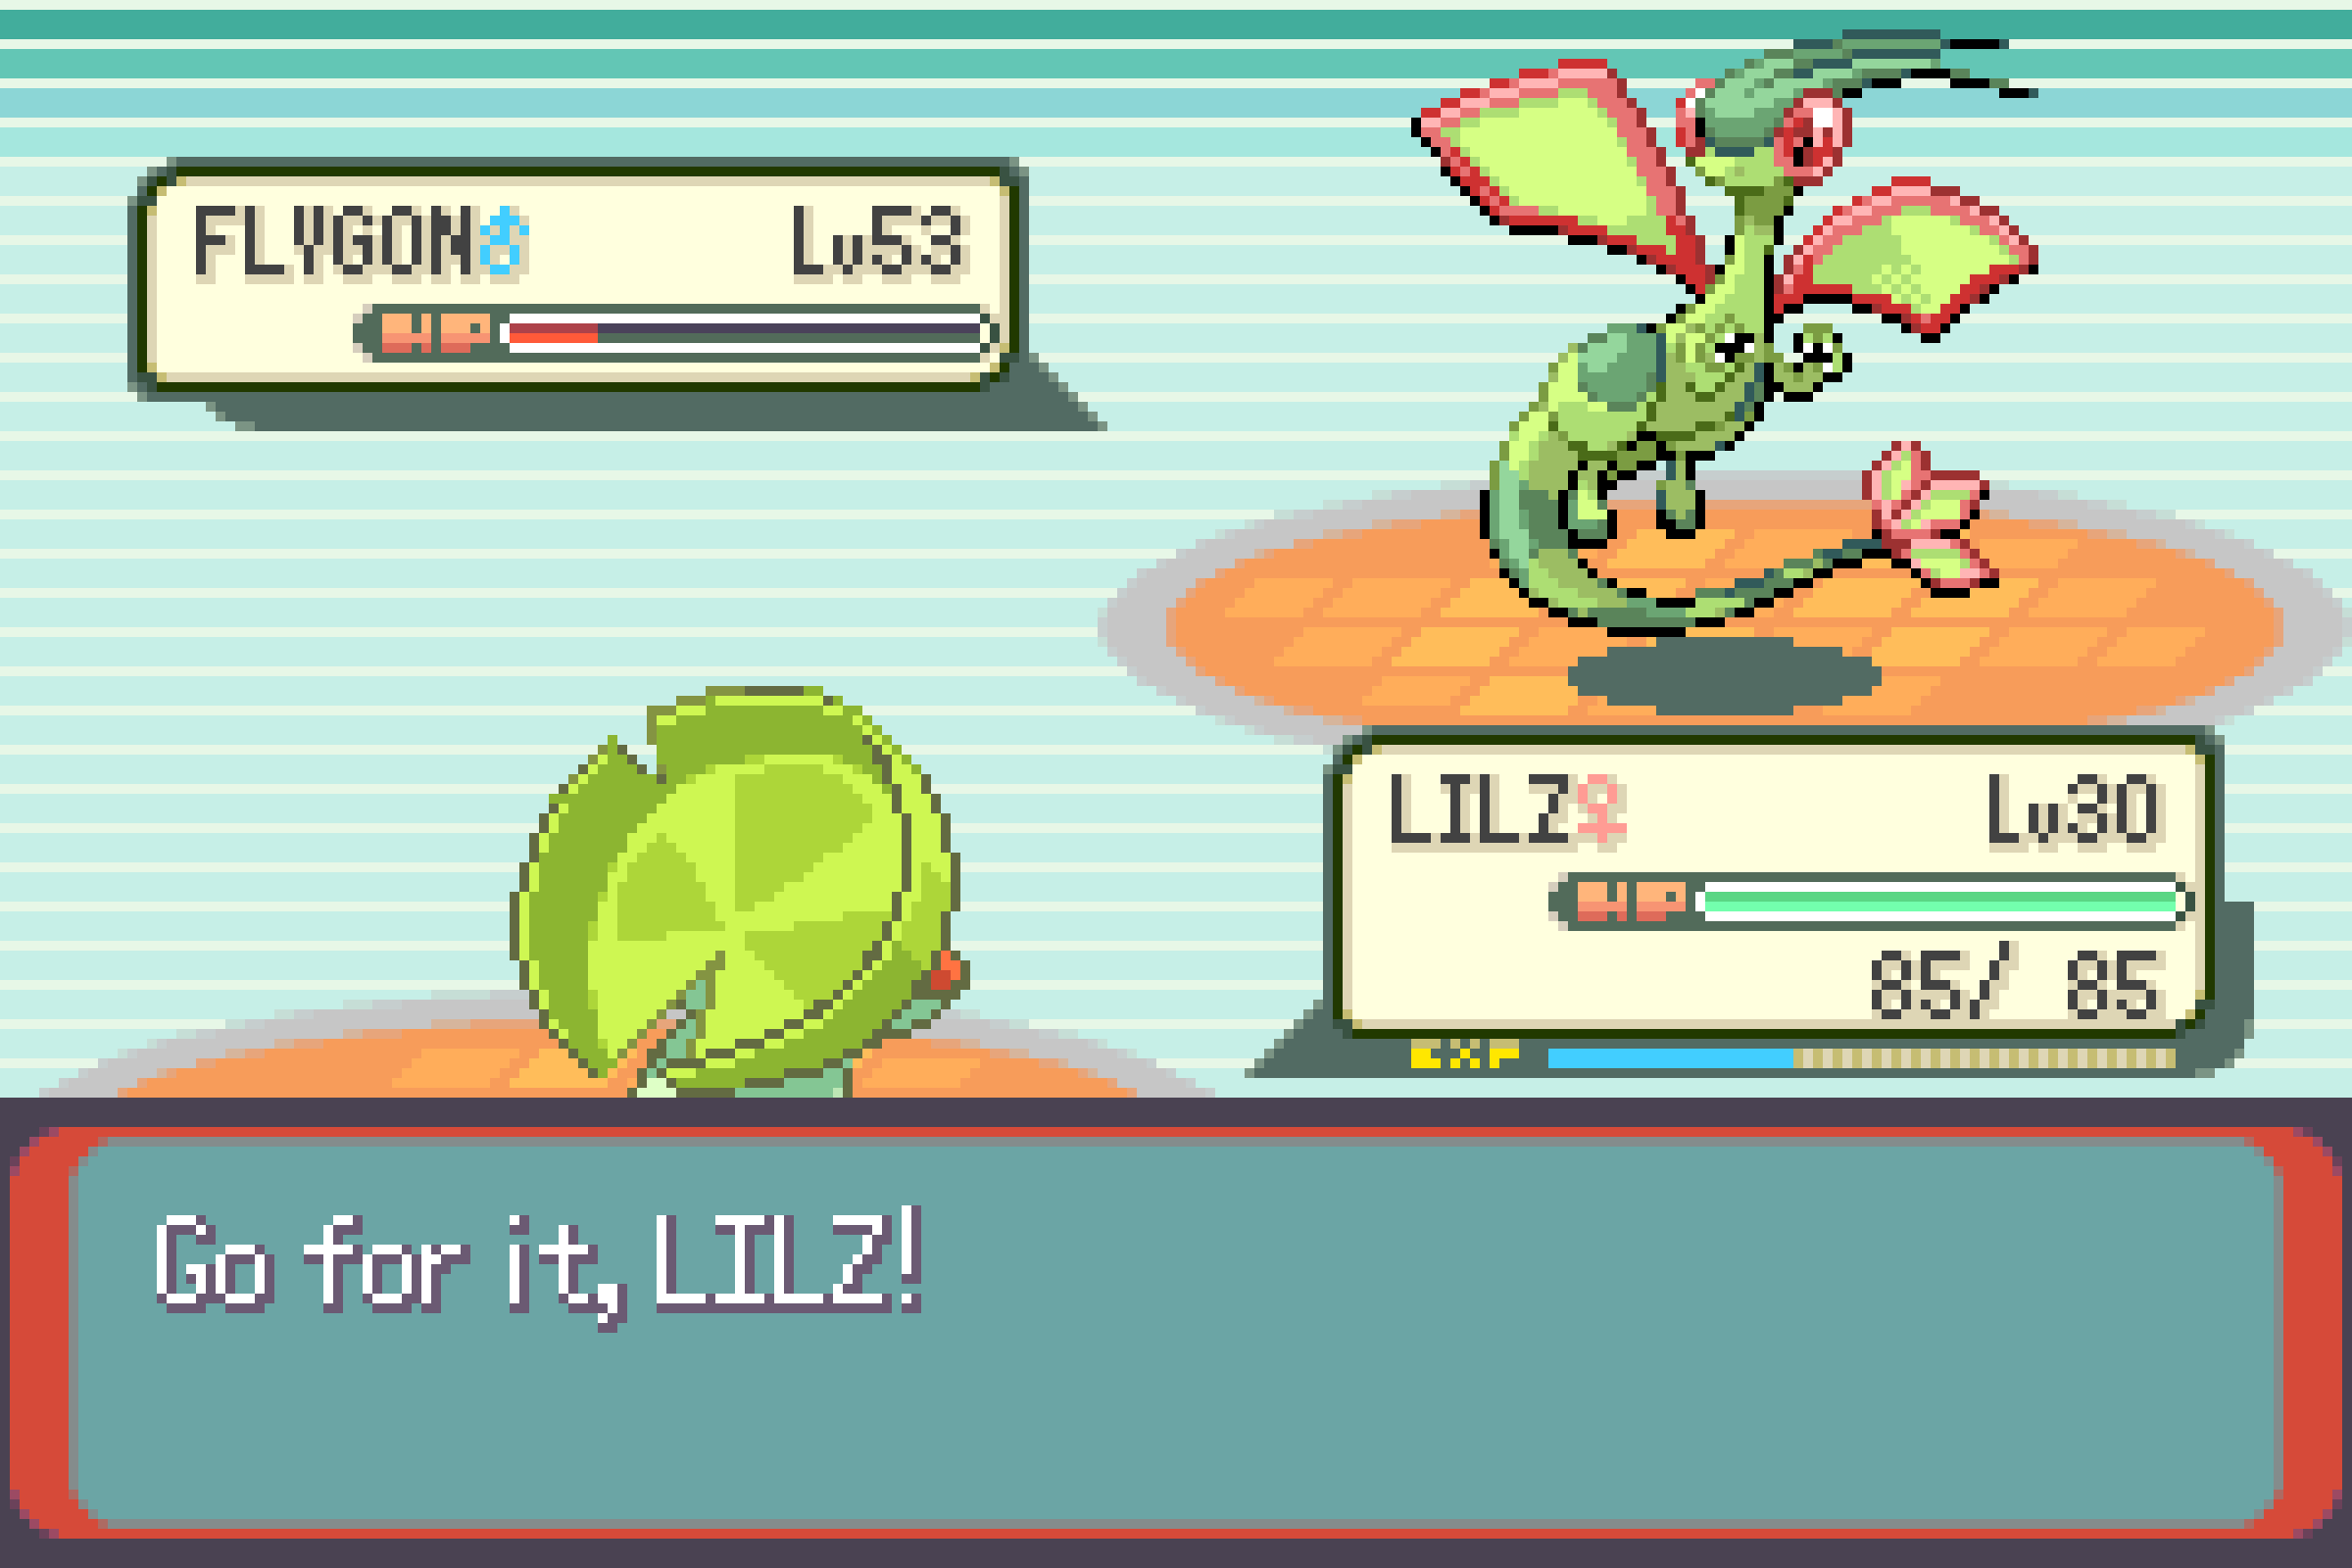 FLYGON♂ Lv53
HP
LILZ♀ Lv30
HP
85/ 85
EXP
Go for it, LILZ!